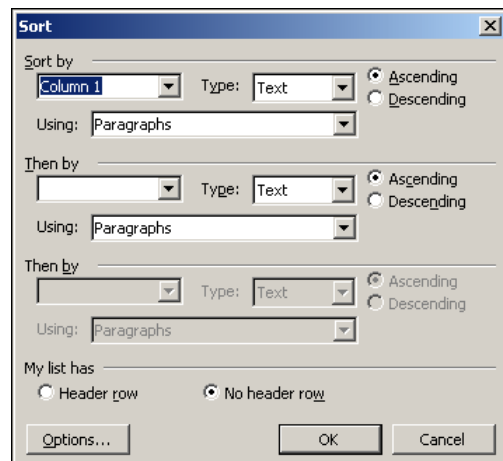 Sort
Sort by
Column 1 Type: Text Ascending
Descending
Using: Paragraphs
Then by
Type: Text Ascending
Descending
Using: Paragraphs
Then by
Type: Text Ascending
Descending
Using: Paragraphs
My list has
Header row No header row
Options... OK Cancel